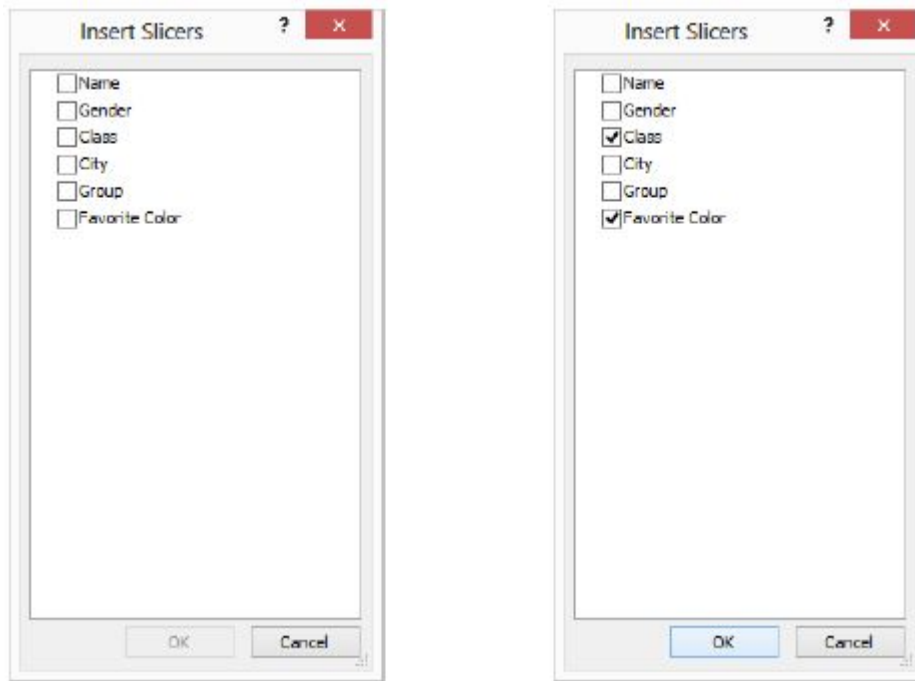 Insert Slicers ?
Name
Gender
Class
City
Group
Favorite Color
OK Cancel
Insert Slicers ?
Name
Gender
Class
City
Group
Favorite Color
OK Cancel